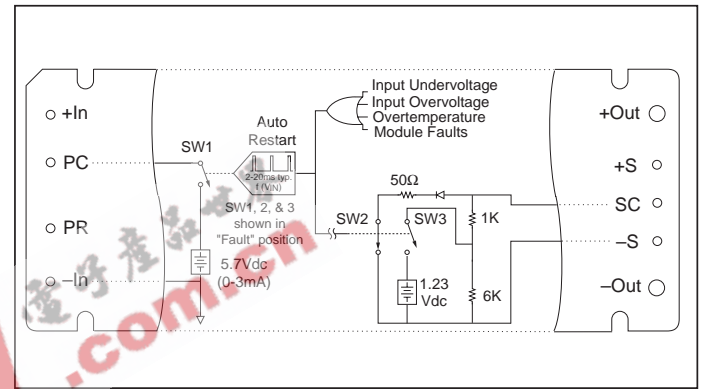 +In
PC
PR
–In
SW1
Auto
Restart
2-20ms typ.
f (VIN)
SW1, 2, & 3
shown in
"Fault" position
5.7Vdc
(0-3mA)
Input Undervoltage
Input Overvoltage
Overtemperature
Module Faults
50Ω
SW2
SW3
1K
1.23
Vdc
6K
+Out
+S
SC
–S
–Out
.com.cn